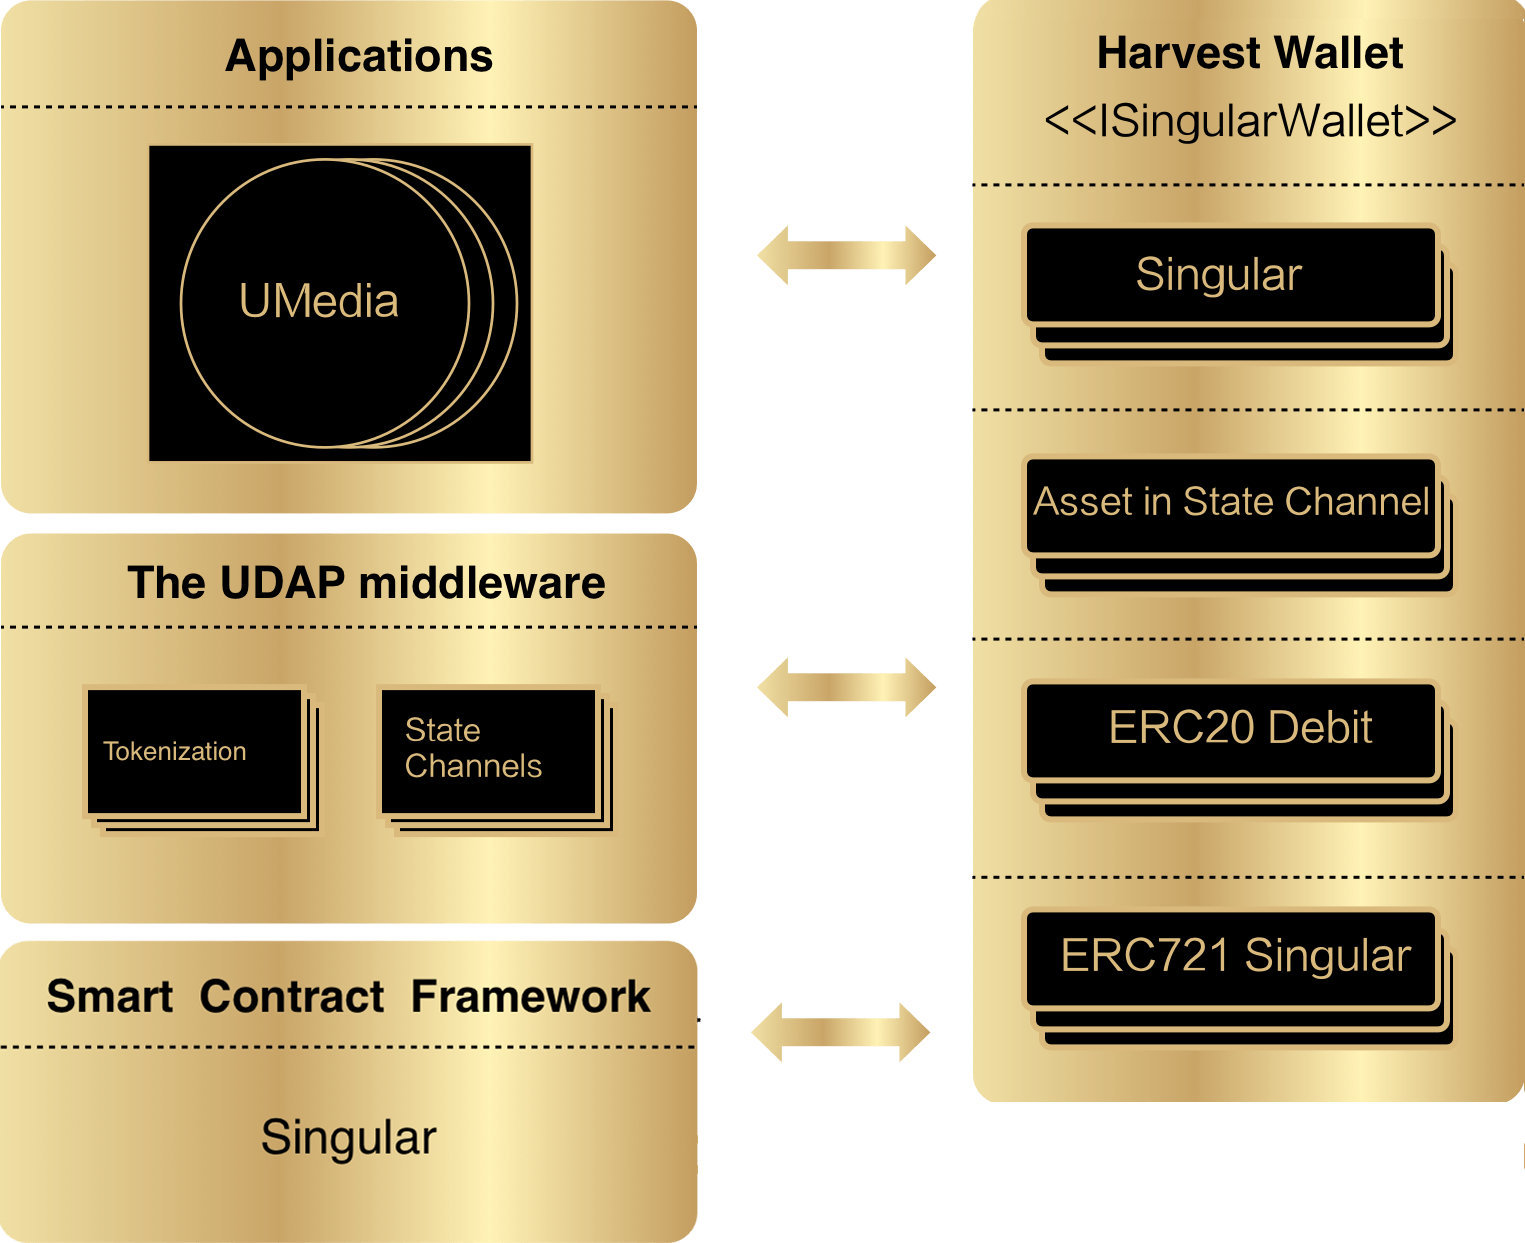 Applications
UMedia
The UDAP middleware
Tokenization
State
Channels
Smart Contract Framework
Singular
Harvest Wallet
<<ISingularWallet>>
Singular
Asset in State Channel
ERC20 Debit
ERC721 Singular